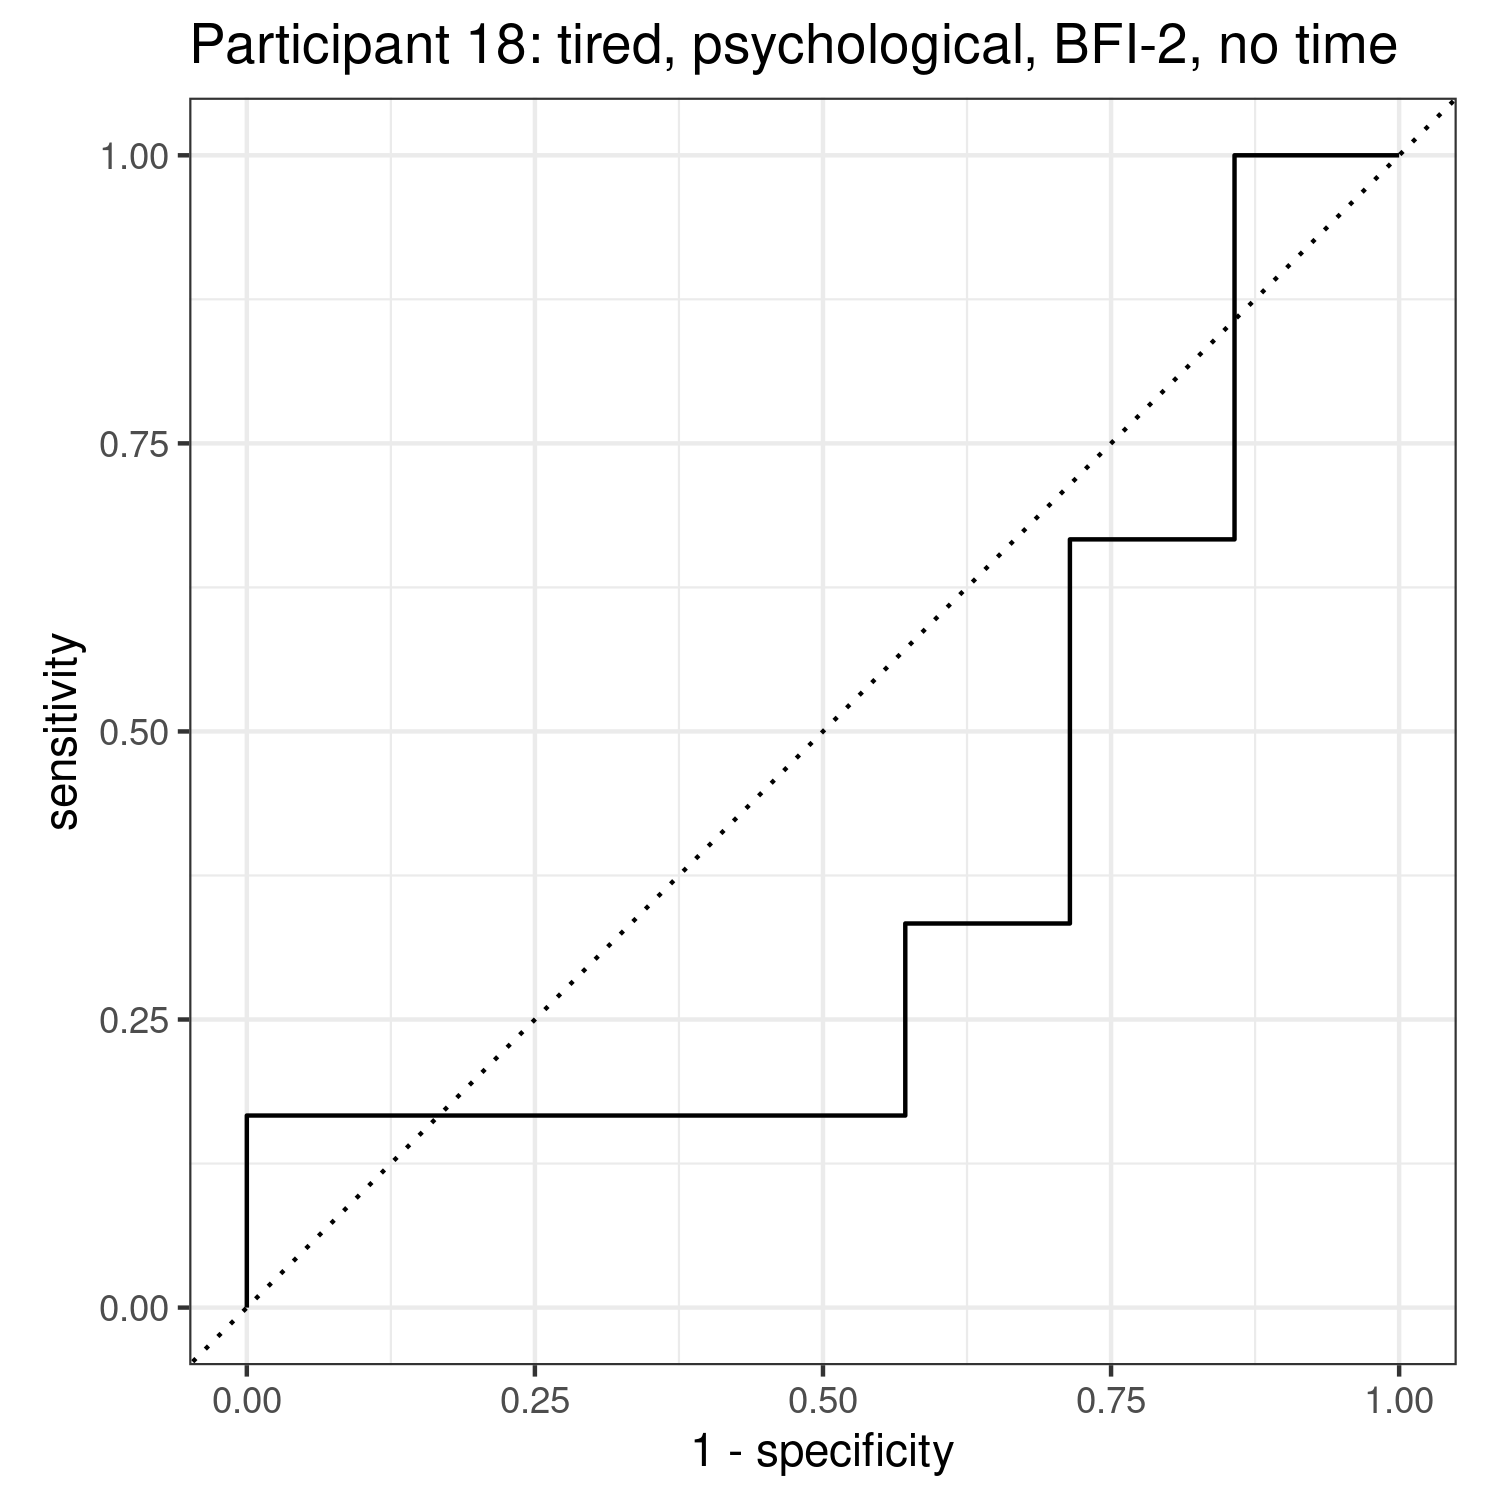 Participant 18: tired, psychological, BFI-2, no time
sensitivity
1.00
0.75
0.50
0.25
0.00
0.00 0.25 0.50 0.75 1.00
1 - specificity